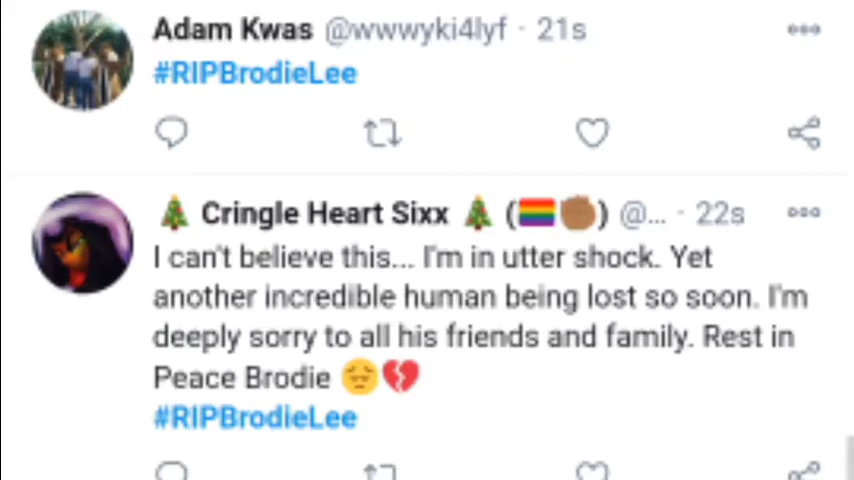 Adam Kwas @wwwyki4lyf · 21s
#RIPBrodieLee
🎄 Cringle Heart Sixx 🎄 (🏳️‍🌈✊🏾) @... · 22s
I can't believe this... I'm in utter shock. Yet
another incredible human being lost so soon. I'm
deeply sorry to all his friends and family. Rest in
Peace Brodie 😔💔
#RIPBrodieLee